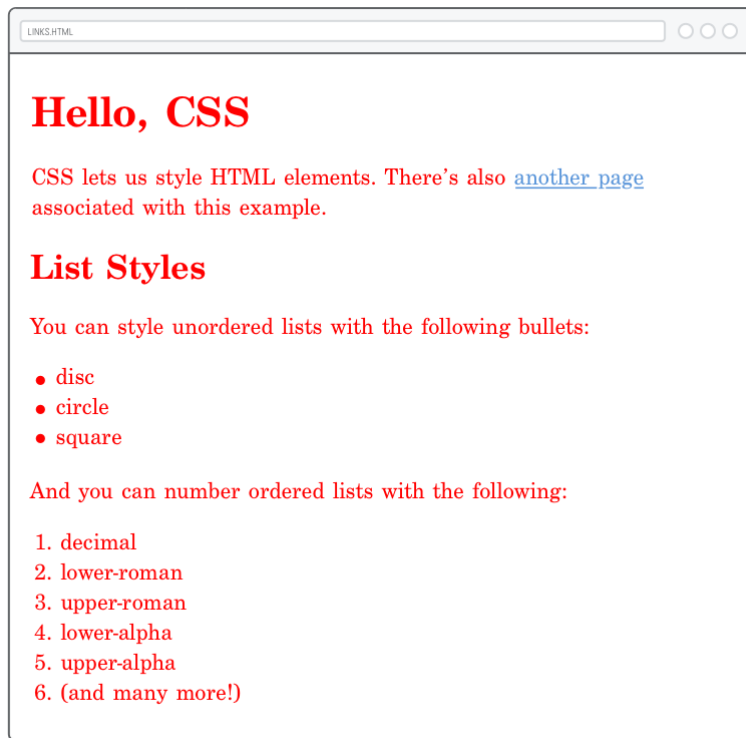 LINKS.HTML
Hello, CSS
CSS lets us style HTML elements. There’s also another page
associated with this example.
List Styles
You can style unordered lists with the following bullets:
• disc
• circle
• square
And you can number ordered lists with the following:
1. decimal
2. lower-roman
3. upper-roman
4. lower-alpha
5. upper-alpha
6. (and many more!)